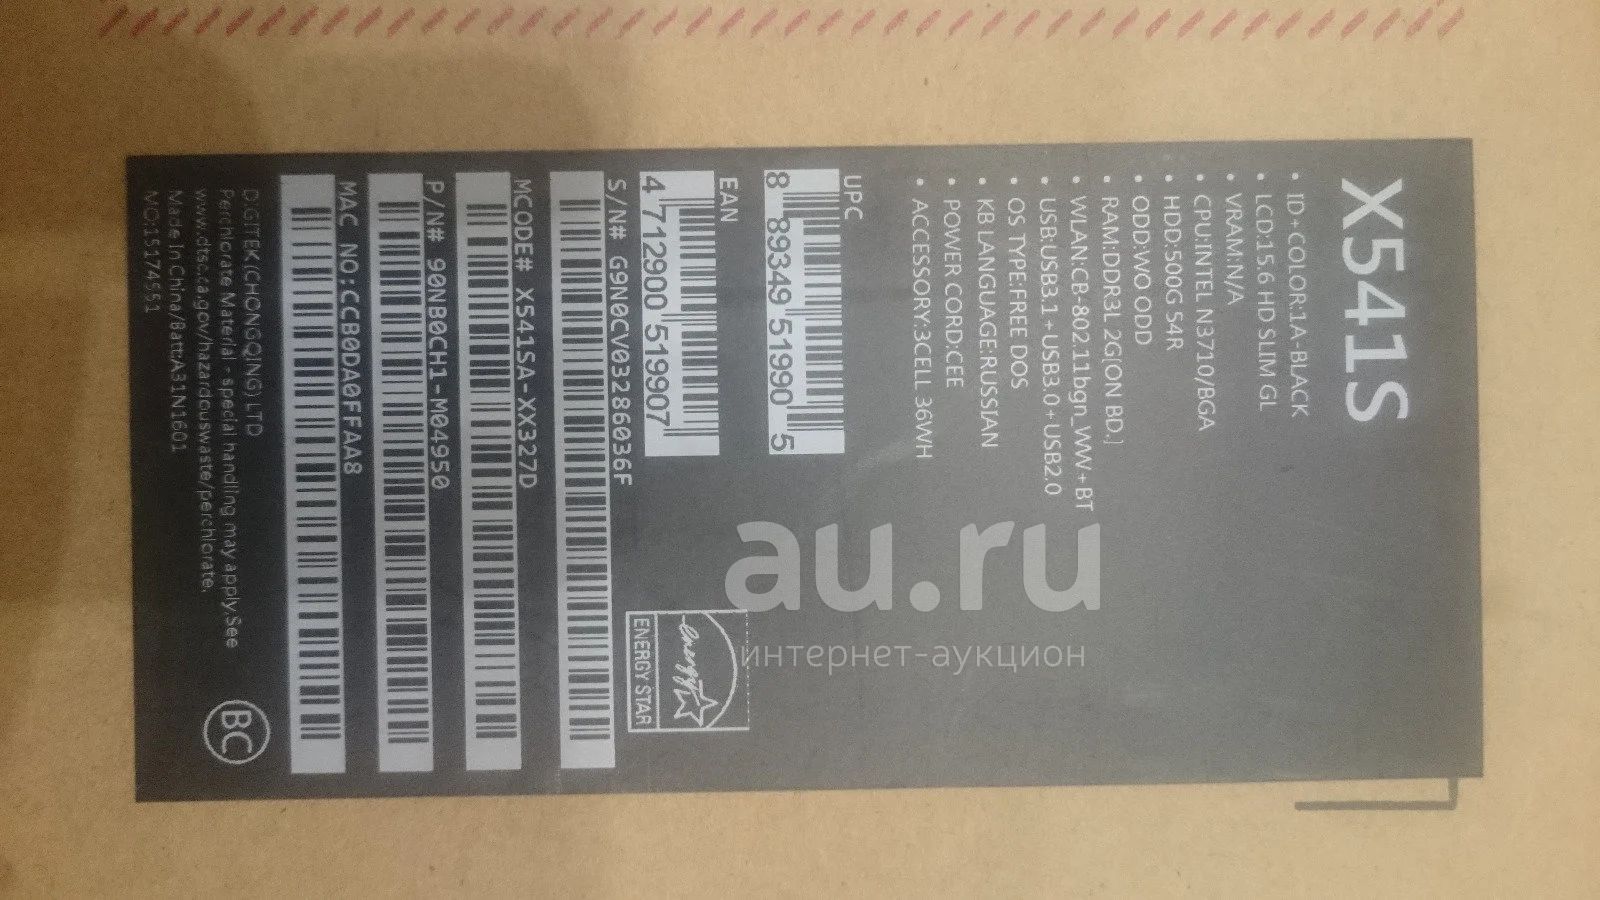 X541S
• ID+COLOR:1A-BLACK
• LCD:15.6 HD SLIM GL
• VRAM:N/A
• CPU:INTEL N3710/BGA
• HDD:500G 54R
• ODD:WO ODD
• RAM:DDR3L 2G[ON BD.]
• WLAN:CB-802.11bgn_WW+BT
• USB:USB3.1+USB3.0+USB2.0
• OS TYPE:FREE DOS
• KB LANGUAGE:RUSSIAN
• POWER CORD:CEE
• ACCESSORY:3CELL 36WH
UPC
8 89349 51990 5
EAN
4 712900 519907
S/N# G9N0CV03286036F
MCODE# X541SA-XX327D
P/N# 90NB0CH1-M04950
MAC NO:CCB0DA0FFAA8
energy
ENERGY STAR
DIGITEK (CHONGQING) LTD
Perchlorate Material - special handling may apply.See
www.dtsc.ca.gov/hazardouswaste/perchlorate.
Made In China/Batt/A31N1601
MO15174551
BC
au.ru
интернет-аукцион